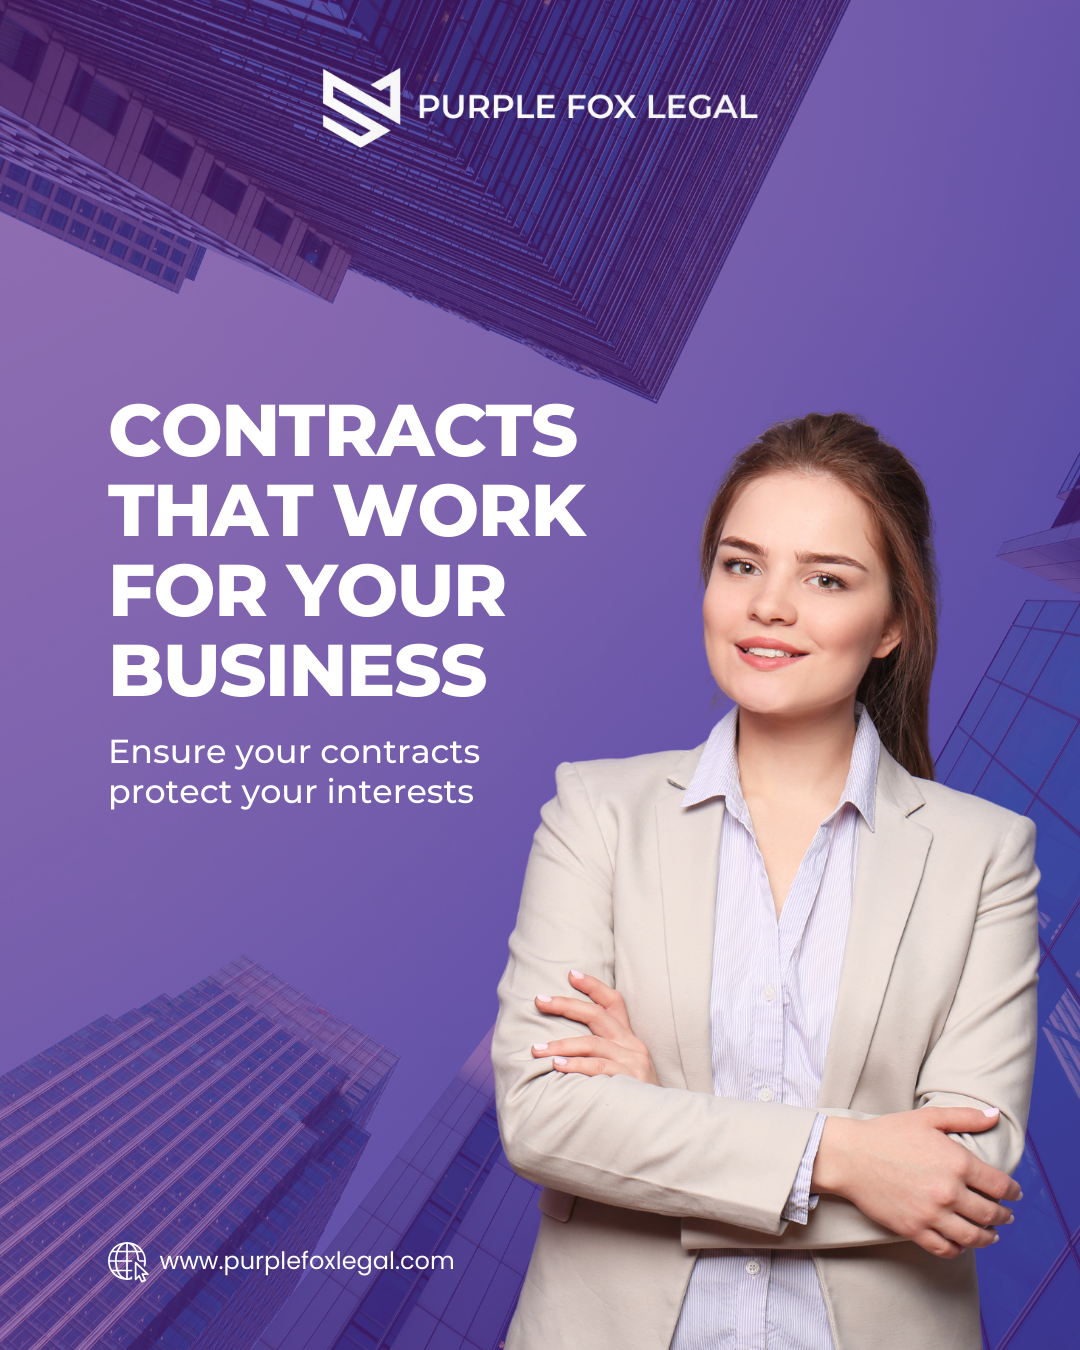 PURPLE FOX LEGAL
CONTRACTS
THAT WORK
FOR YOUR
BUSINESS
Ensure your contracts
protect your interests
www.purplefoxlegal.com